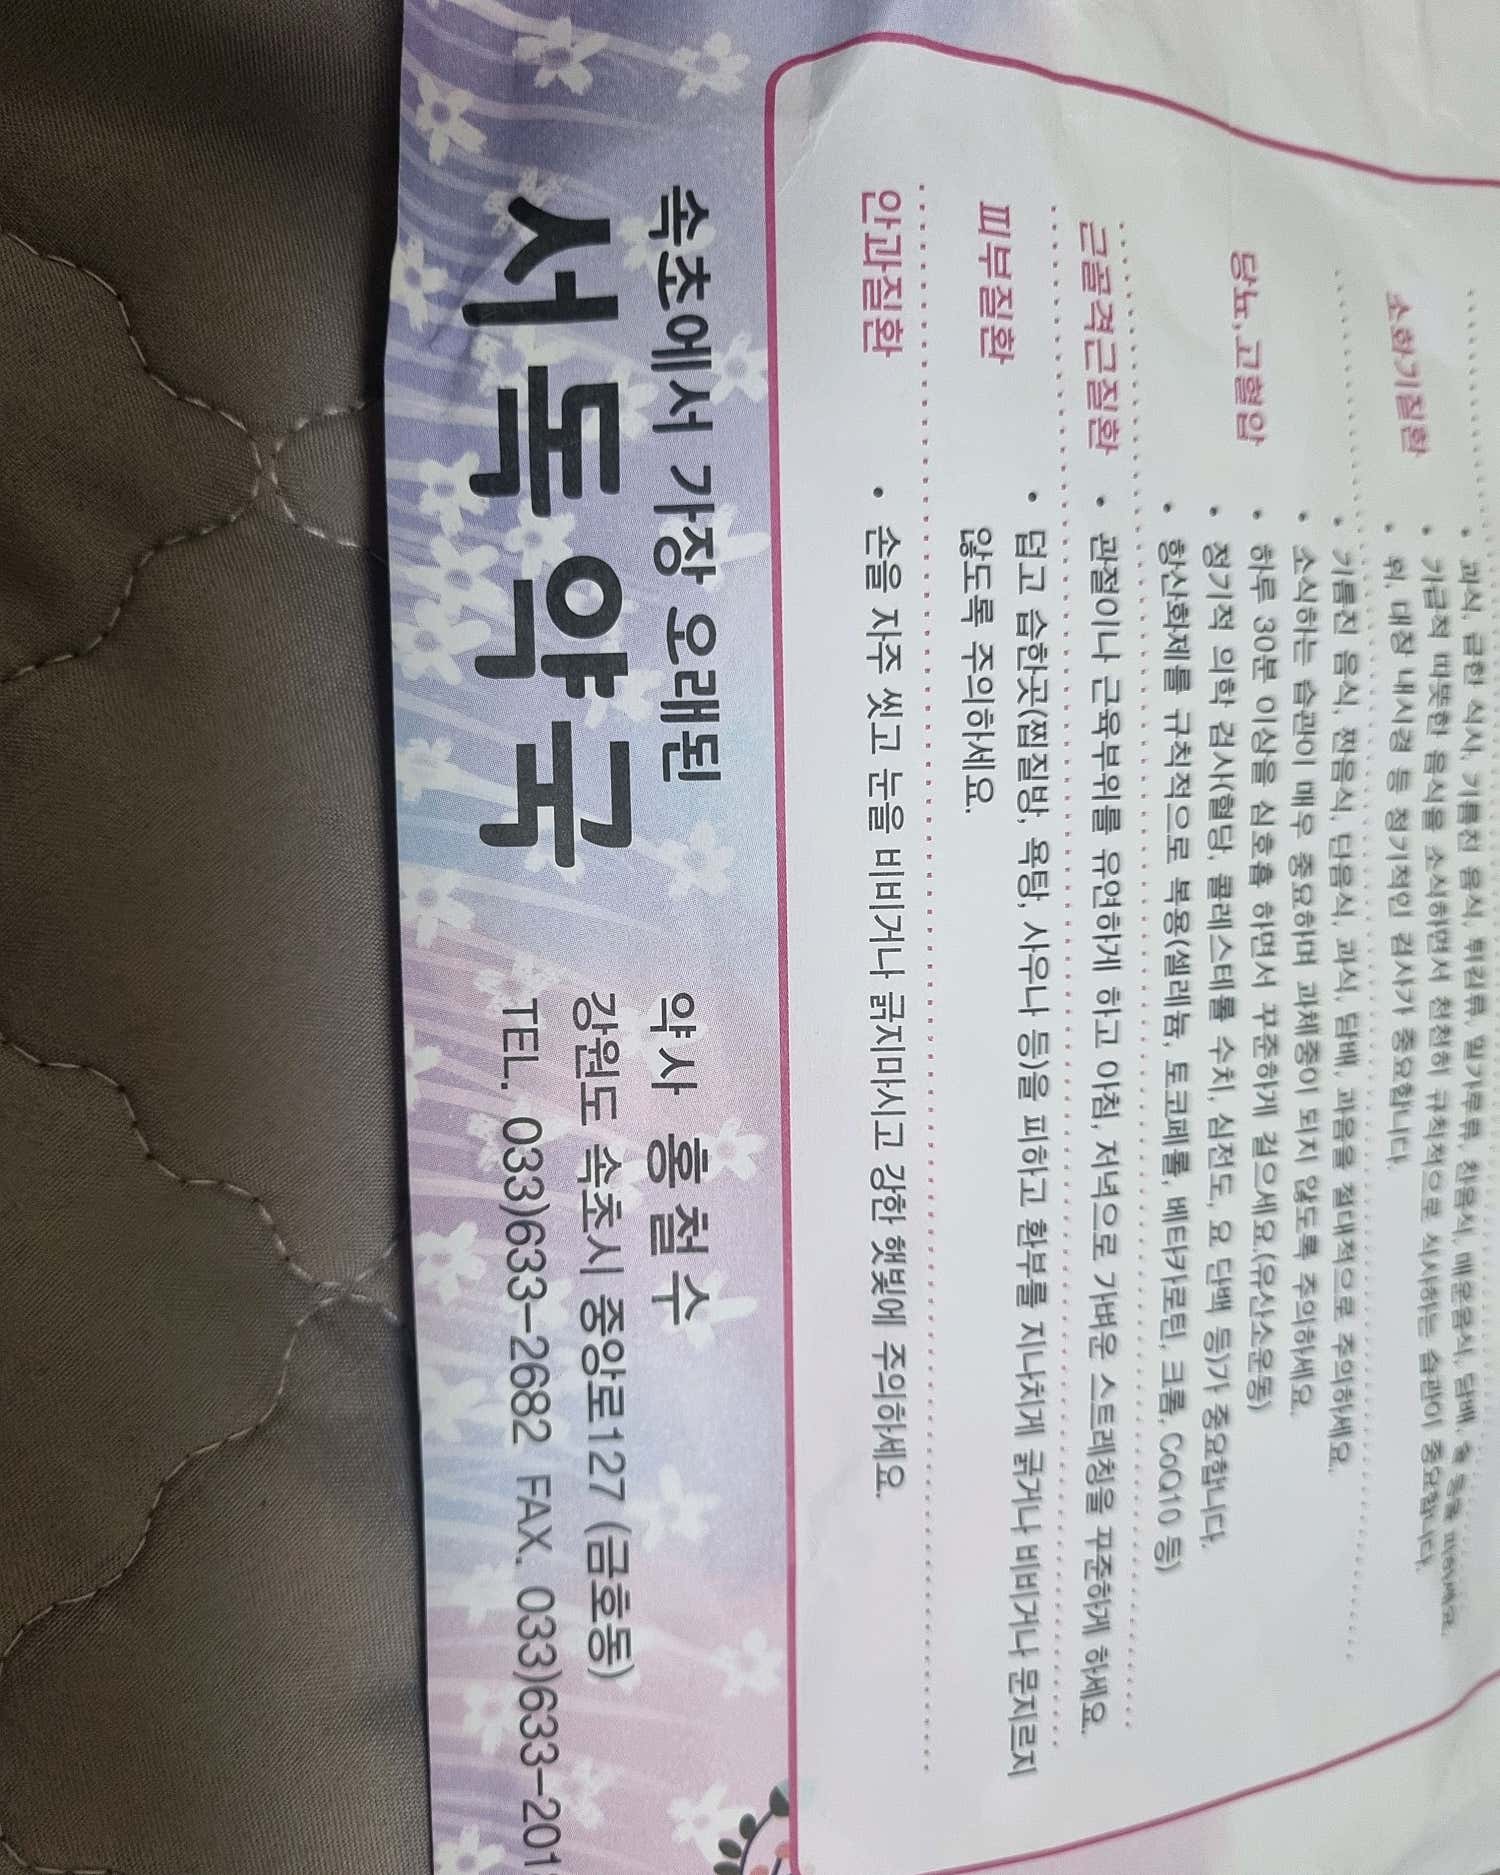 과식, 급한 식사, 기름진 음식, 튀김류, 밀가루류, 찬음식, 매운음식, 담배, 술 등을 피하세요.
소화기질환
가급적 따뜻한 음식을 소식하면서 천천히 규칙적으로 식사하는 습관이 중요합니다.
위, 대장 내시경 등 정기적인 검사가 중요합니다.
기름진 음식, 짠음식, 단음식, 과식, 담배, 과음을 절대적으로 주의하세요.
소식하는 습관이 매우 중요하며 과체중이 되지 않도록 주의하세요.
당뇨,고혈압
하루 30분 이상을 심호흡 하면서 꾸준하게 걸으세요.(유산소운동)
정기적 의학 검사(혈당, 콜레스테롤 수치, 심전도, 요 단백 등)가 중요합니다.
항산화제를 규칙적으로 복용(셀레늄, 토코페롤, 베타카로틴, 크롬, CoQ10 등)
근골격근질환
관절이나 근육부위를 유연하게 하고 아침, 저녁으로 가벼운 스트레칭을 꾸준하게 하세요.
피부질환
덥고 습한곳(찜질방, 욕탕, 사우나 등)을 피하고 환부를 지나치게 긁거나 비비거나 문지르지
않도록 주의하세요.
안과질환
손을 자주 씻고 눈을 비비거나 긁지마시고 강한 햇빛에 주의하세요.
속초에서 가장 오래된
서독약국
약사 홍철수
강원도 속초시 중앙로127 (금호동)
TEL. 033)633-2682 FAX. 033)633-201